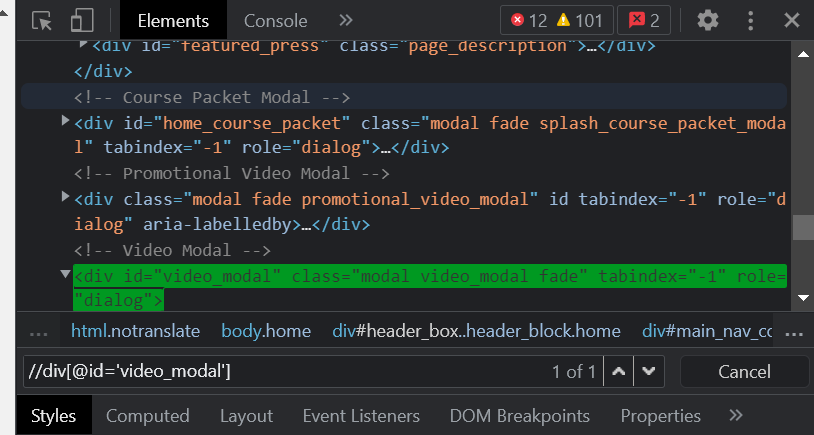 Elements Console » 12 101 2
<div id="featured_press" class="page_description">…</div>
</div>
<!-- Course Packet Modal -->
<div id="home_course_packet" class="modal fade splash_course_packet_moda
l" tabindex="-1" role="dialog">…</div>
<!-- Promotional Video Modal -->
<div class="modal fade promotional_video_modal" id tabindex="-1" role="d
ialog" aria-labelledby>…</div>
<!-- Video Modal -->
<div id="video_modal" class="modal video_modal fade" tabindex="-1" role=
"dialog">
... html.notranslate body.home div#header_box..header_block.home div#main_nav_co ...
//div[@id='video_modal'] 1 of 1 Cancel
Styles Computed Layout Event Listeners DOM Breakpoints Properties »